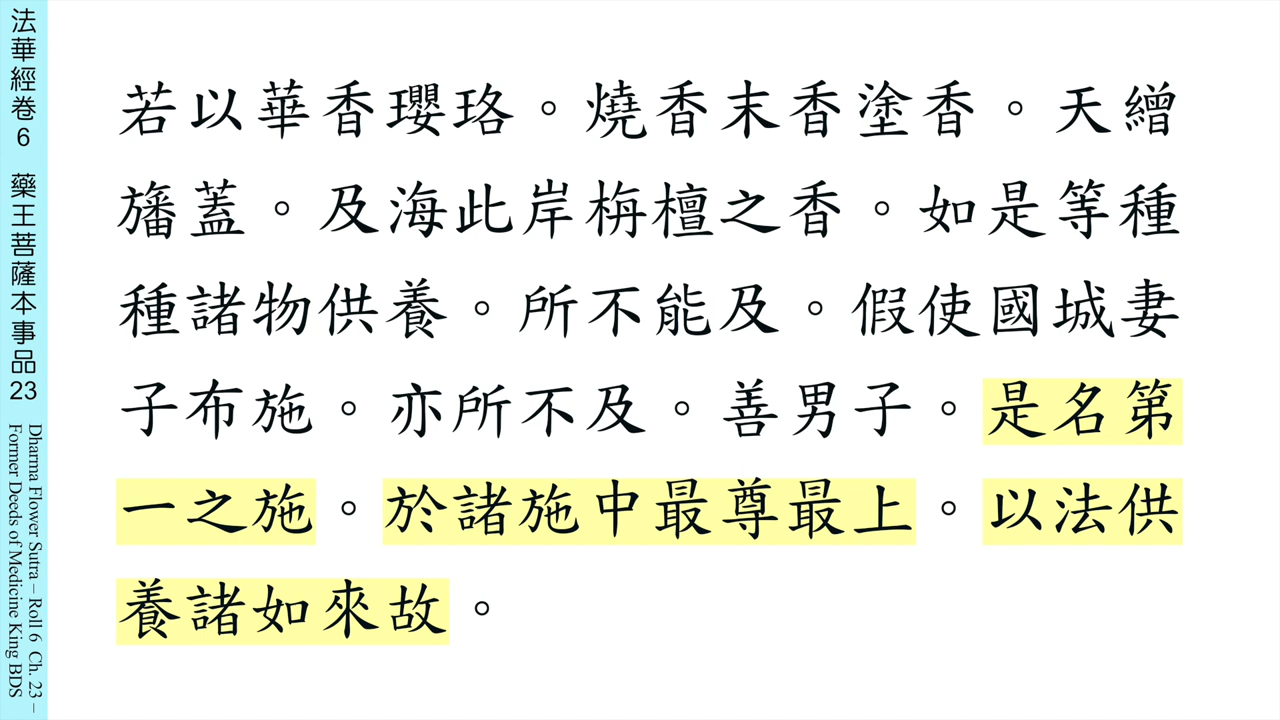 法華經卷6 藥王菩薩本事品23
Dharma Flower Sutra – Roll 6 Ch. 23 –
Former Deeds of Medicine King BDS
若以華香瓔珞。燒香末香塗香。天繒
旛蓋。及海此岸栴檀之香。如是等種
種諸物供養。所不能及。假使國城妻
子布施。亦所不及。善男子。是名第
一之施。於諸施中最尊最上。以法供
養諸如來故。